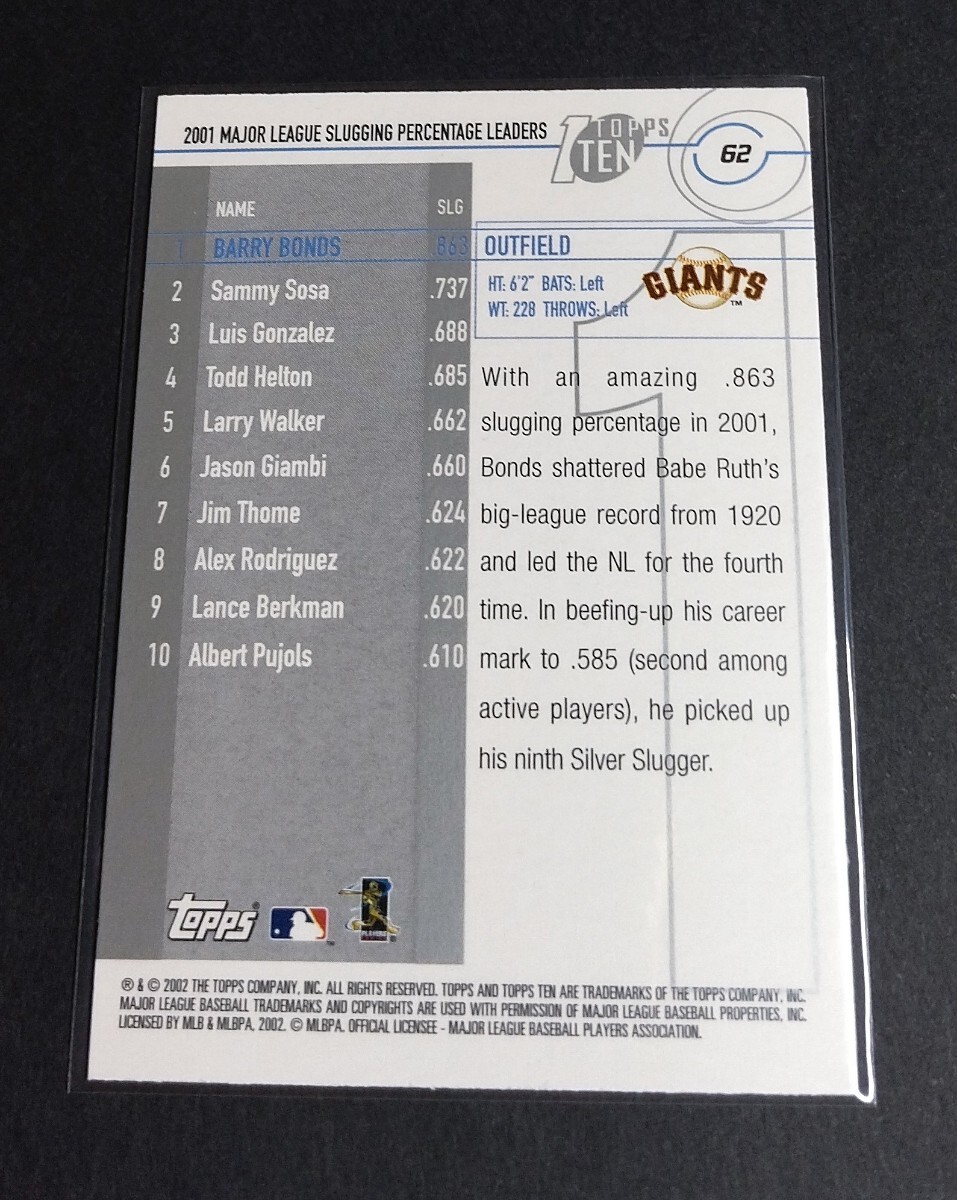 2001 MAJOR LEAGUE SLUGGING PERCENTAGE LEADERS
1 TOPPS
TEN
62
NAME SLG
1 BARRY BONDS .863
2 Sammy Sosa .737
3 Luis Gonzalez .688
4 Todd Helton .685
5 Larry Walker .662
6 Jason Giambi .660
7 Jim Thome .624
8 Alex Rodriguez .622
9 Lance Berkman .620
10 Albert Pujols .610
OUTFIELD
HT: 6'2" BATS: Left
WT: 228 THROWS: Left
GIANTS
TM
1
With an amazing .863
slugging percentage in 2001,
Bonds shattered Babe Ruth's
big-league record from 1920
and led the NL for the fourth
time. In beefing-up his career
mark to .585 (second among
active players), he picked up
his ninth Silver Slugger.
Topps®
PLAYERS
® & © 2002 THE TOPPS COMPANY, INC. ALL RIGHTS RESERVED. TOPPS AND TOPPS TEN ARE TRADEMARKS OF THE TOPPS COMPANY, INC.
MAJOR LEAGUE BASEBALL TRADEMARKS AND COPYRIGHTS ARE USED WITH PERMISSION OF MAJOR LEAGUE BASEBALL PROPERTIES, INC.
LICENSED BY MLB & MLBPA, 2002. © MLBPA. OFFICIAL LICENSEE - MAJOR LEAGUE BASEBALL PLAYERS ASSOCIATION.